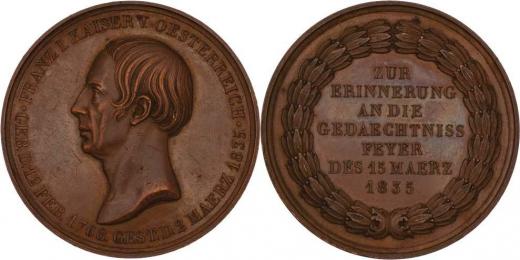 FRANZ I KAISER V. OESTERREICH · GEB. D. 12 FEB. 1768. GEST. D. 2 MAERZ 1835.
ZUR
ERINNERUNG
AN DIE
GEDAECHTNISS
FEYER
DES 15 MAERZ
1835